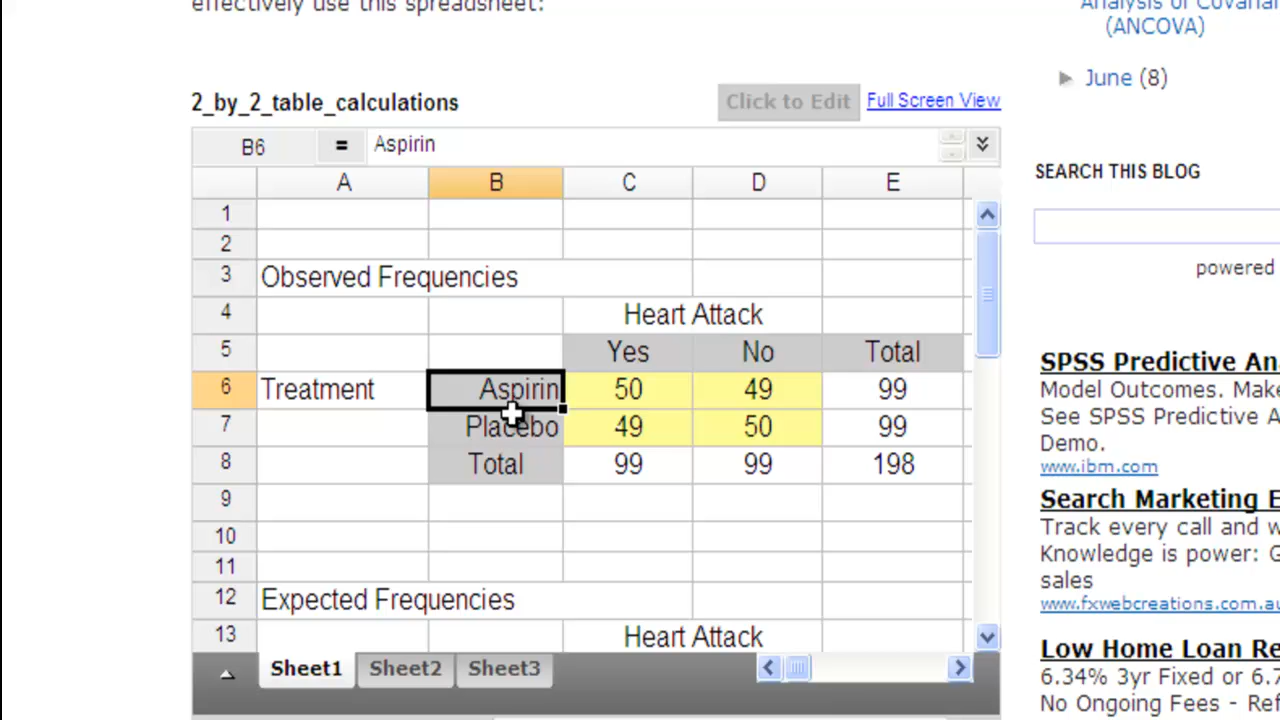 effectively use this spreadsheet:
Analysis of Covarian
(ANCOVA)
June (8)
2_by_2_table_calculations
Click to Edit
Full Screen View
B6 = Aspirin
A B C D E
1
2
3 Observed Frequencies
4 Heart Attack
5 Yes No Total
6 Treatment Aspirin 50 49 99
7 Placebo 49 50 99
8 Total 99 99 198
9
10
11
12 Expected Frequencies
13 Heart Attack
Sheet1 Sheet2 Sheet3
SEARCH THIS BLOG
powered
SPSS Predictive An
Model Outcomes. Make
See SPSS Predictive A
Demo.
www.ibm.com
Search Marketing E
Track every call and w
Knowledge is power: G
sales
www.fxwebcreations.com.au
Low Home Loan Re
6.34% 3yr Fixed or 6.7
No Ongoing Fees - Ref